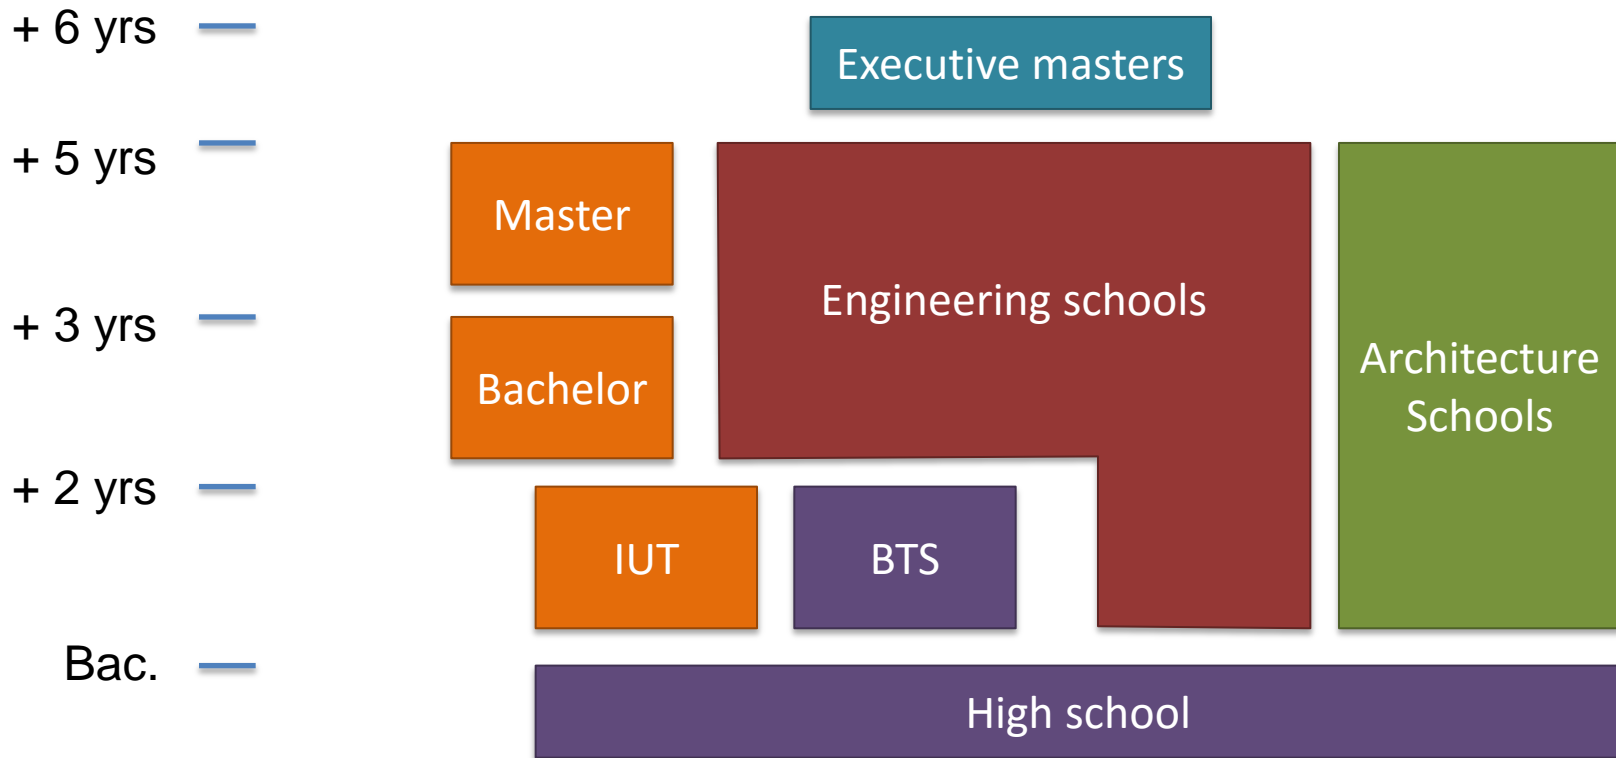 + 6 yrs
Executive masters
+ 5 yrs
Master
Engineering schools
+ 3 yrs
Bachelor
Architecture
Schools
+ 2 yrs
IUT
BTS
Bac.
High school